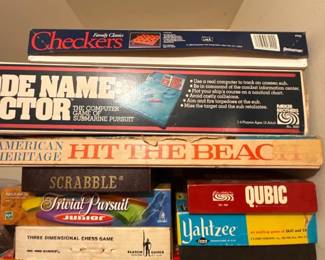 Family Classics
Checkers
USA
Pressman
ODE NAME:
CTOR
THE COMPUTER
GAME OF
SUBMARINE PURSUIT
• Use a real computer to track an unseen sub.
• Be in command of the combat information center.
• Plot your ship's course on a nautical chart.
• Avoid costly collisions.
• Aim and fire torpedoes at the sub.
• Miss the target and the sub retaliates.
PARKER
BROTHERS
AMERICAN
HERITAGE
HIT THE BEACH
SCRABBLE
Trivial Pursuit
JUNIOR
QUBIC
Yahtzee
THREE DIMENSIONAL CHESS GAME